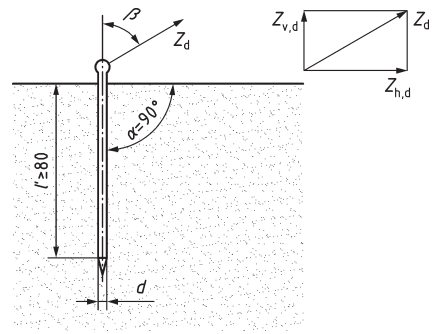 β
Z_d
Z_v,d
Z_d
Z_h,d
α=90°
l'≥80
d